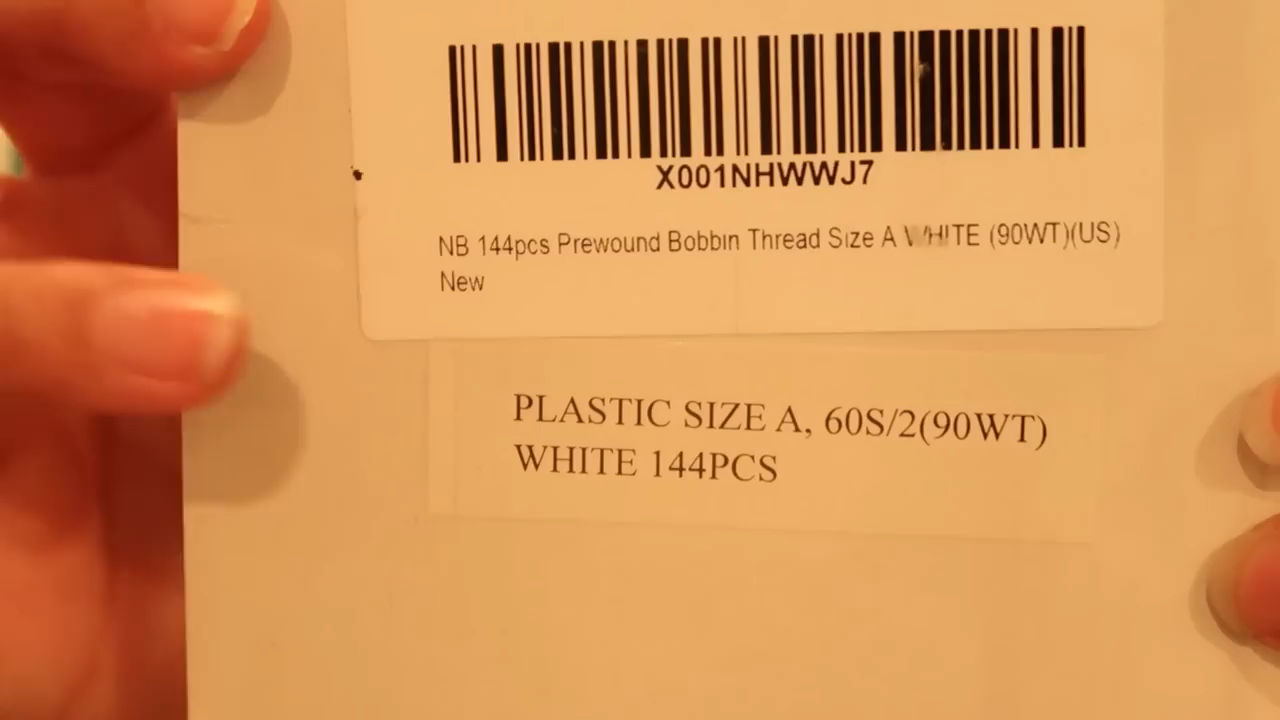 X001NHWWJ7
NB 144pcs Prewound Bobbin Thread Size A WHITE (90WT)(US)
New
PLASTIC SIZE A, 60S/2(90WT)
WHITE 144PCS